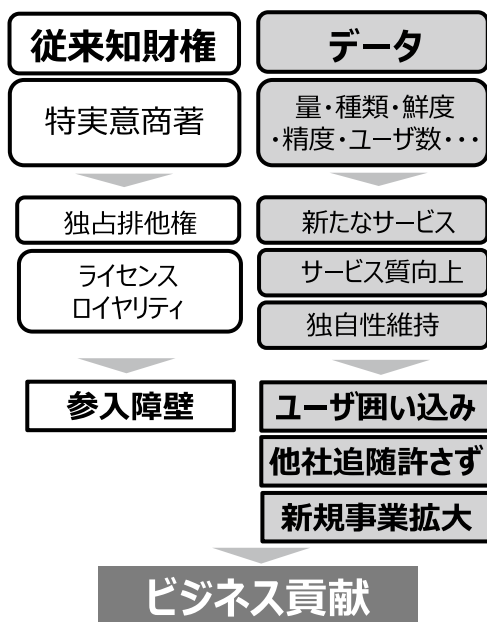 従来知財権
特実意商著
独占排他権
ライセンス
ロイヤリティ
参入障壁
データ
量・種類・鮮度
・精度・ユーザ数・・・
新たなサービス
サービス質向上
独自性維持
ユーザ囲い込み
他社追随許さず
新規事業拡大
ビジネス貢献